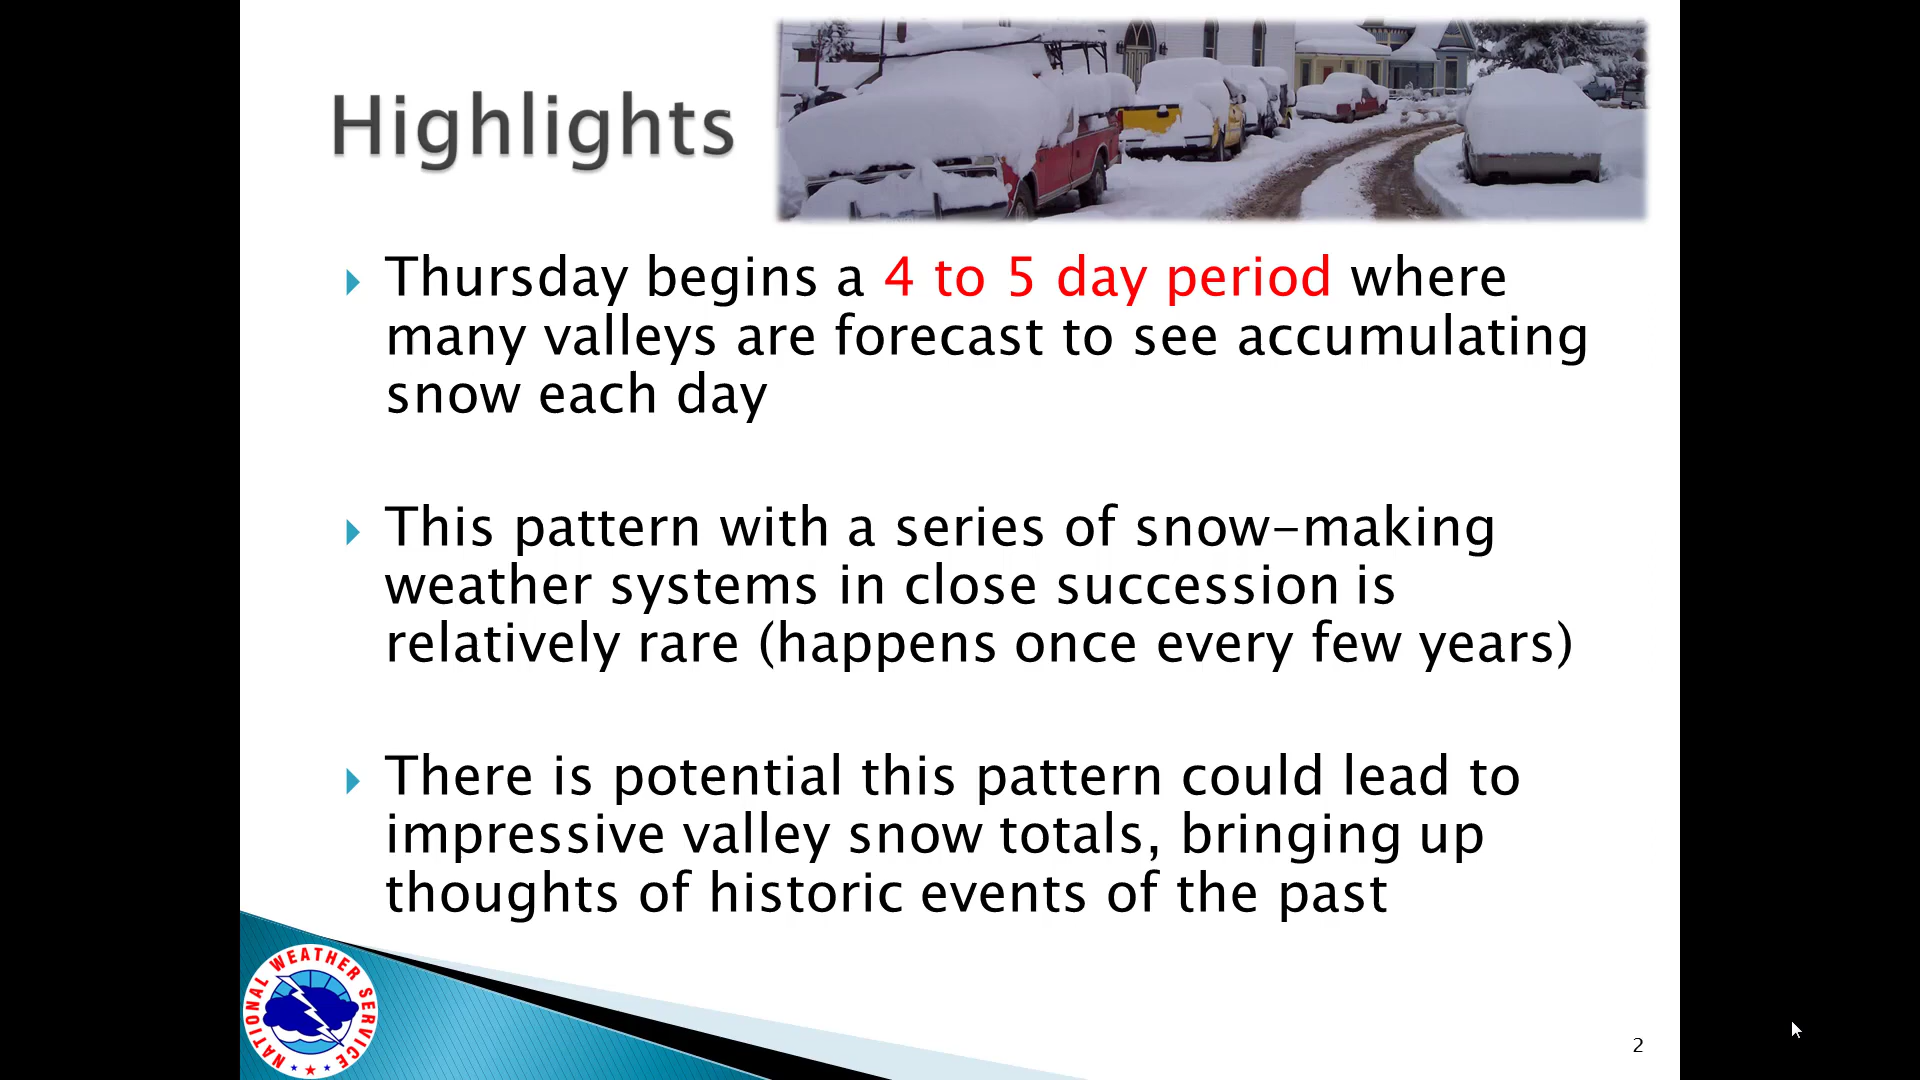 Highlights
Thursday begins a 4 to 5 day period where
many valleys are forecast to see accumulating
snow each day
This pattern with a series of snow-making
weather systems in close succession is
relatively rare (happens once every few years)
There is potential this pattern could lead to
impressive valley snow totals, bringing up
thoughts of historic events of the past
NATIONAL WEATHER SERVICE
2